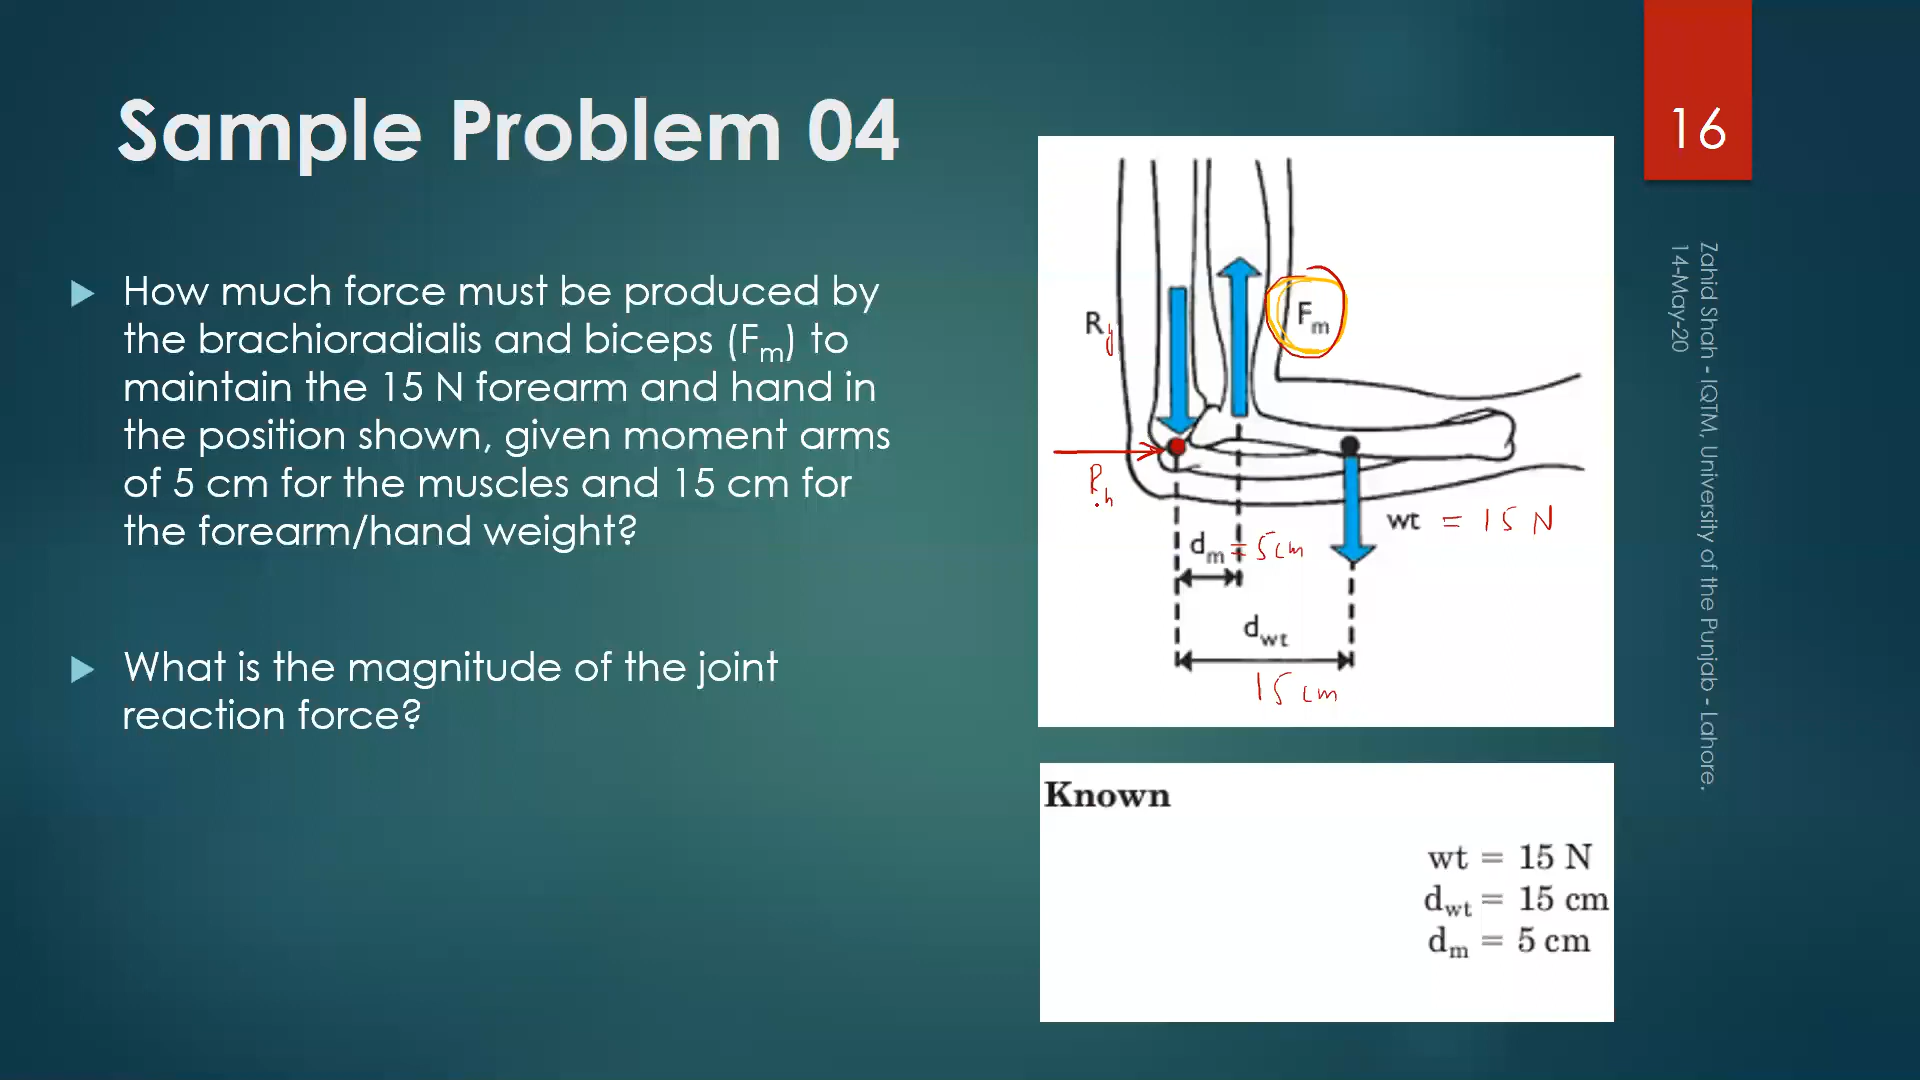 Sample Problem 04
16
How much force must be produced by
the brachioradialis and biceps (Fm) to
maintain the 15 N forearm and hand in
the position shown, given moment arms
of 5 cm for the muscles and 15 cm for
the forearm/hand weight?
What is the magnitude of the joint
reaction force?
Ry
Fm
Rh
wt = 15 N
dm = 5 cm
dwt
15 cm
Known
wt = 15 N
dwt = 15 cm
dm = 5 cm
Zahid Shah - IQTM, University of the Punjab - Lahore.
14-May-20